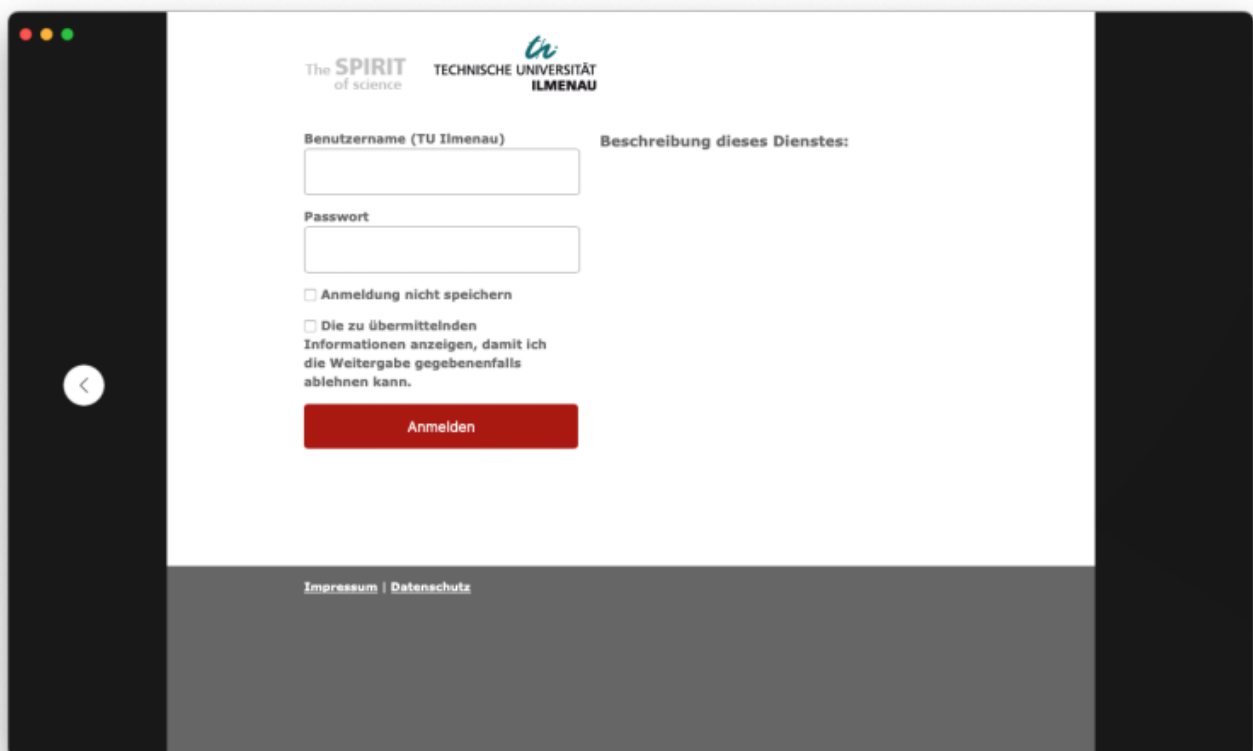 The SPIRIT
of science
th
TECHNISCHE UNIVERSITÄT
ILMENAU
Benutzername (TU Ilmenau)
Beschreibung dieses Dienstes:
Passwort
Anmeldung nicht speichern
Die zu übermittelnden
Informationen anzeigen, damit ich
die Weitergabe gegebenenfalls
ablehnen kann.
Anmelden
Impressum | Datenschutz